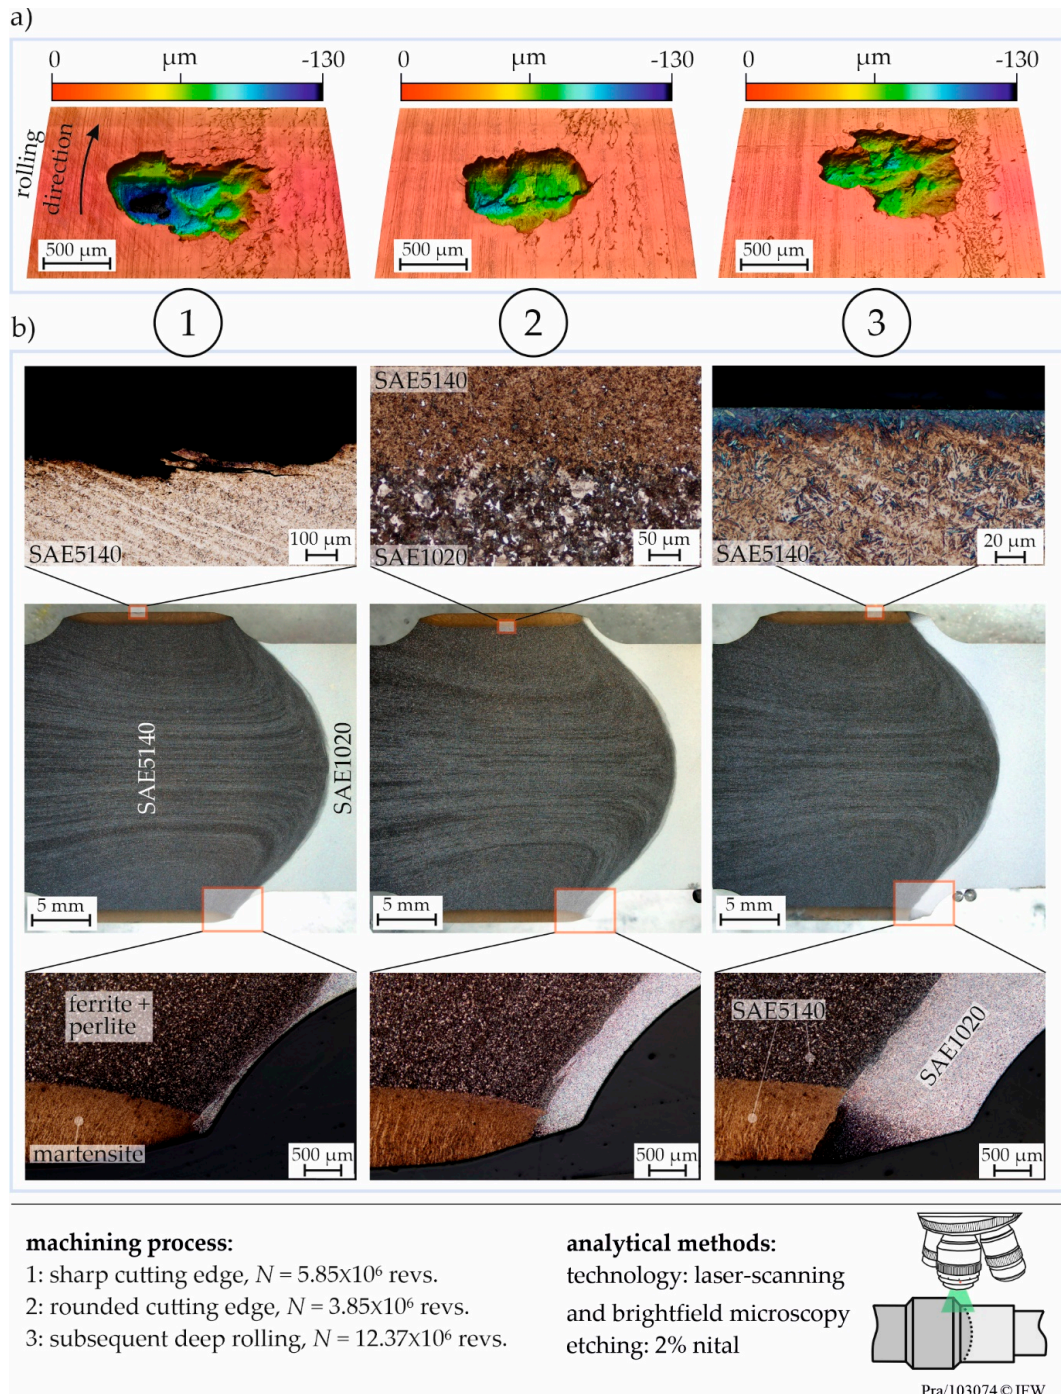 a)
0 μm -130
0 μm -130
0 μm -130
rolling
direction
500 μm
500 μm
500 μm
1
2
3
b)
SAE5140
100 μm
SAE5140
SAE1020
50 μm
SAE5140
20 μm
SAE5140
SAE1020
5 mm
5 mm
5 mm
ferrite +
perlite
martensite
500 μm
500 μm
SAE5140
SAE1020
500 μm
machining process:
1: sharp cutting edge, N = 5.85x10⁶ revs.
2: rounded cutting edge, N = 3.85x10⁶ revs.
3: subsequent deep rolling, N = 12.37x10⁶ revs.
analytical methods:
technology: laser-scanning
and brightfield microscopy
etching: 2% nital
Pra/103074 © IFW